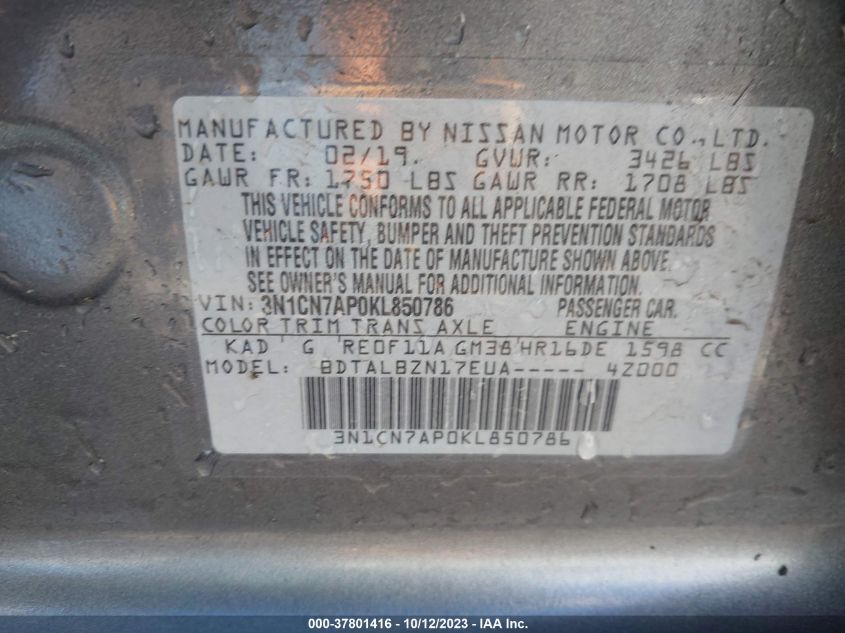 MANUFACTURED BY NISSAN MOTOR CO.,LTD.
DATE: 02/19. GVWR: 3426 LBS
GAWR FR: 1750 LBS GAWR RR: 1708 LBS
THIS VEHICLE CONFORMS TO ALL APPLICABLE FEDERAL MOTOR
VEHICLE SAFETY, BUMPER AND THEFT PREVENTION STANDARDS
IN EFFECT ON THE DATE OF MANUFACTURE SHOWN ABOVE.
SEE OWNER'S MANUAL FOR ADDITIONAL INFORMATION.
VIN: 3N1CN7AP0KL850786 PASSENGER CAR.
COLOR TRIM TRANS AXLE ENGINE
KAD G RE0F11A GM38 HR16DE 1598 CC
MODEL: BDTALBZN17EUA----- 4Z000
3N1CN7AP0KL850786
000-37801416 - 10/12/2023 - IAA Inc.